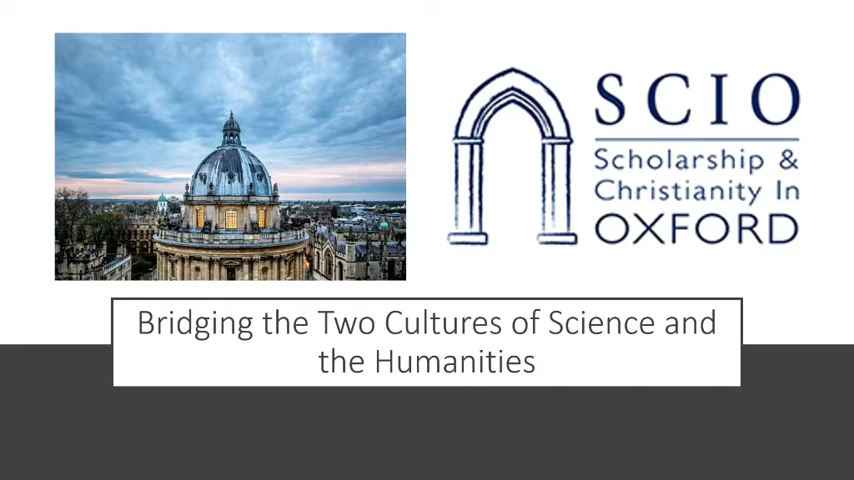 SCIO
Scholarship &
Christianity In
OXFORD
Bridging the Two Cultures of Science and
the Humanities